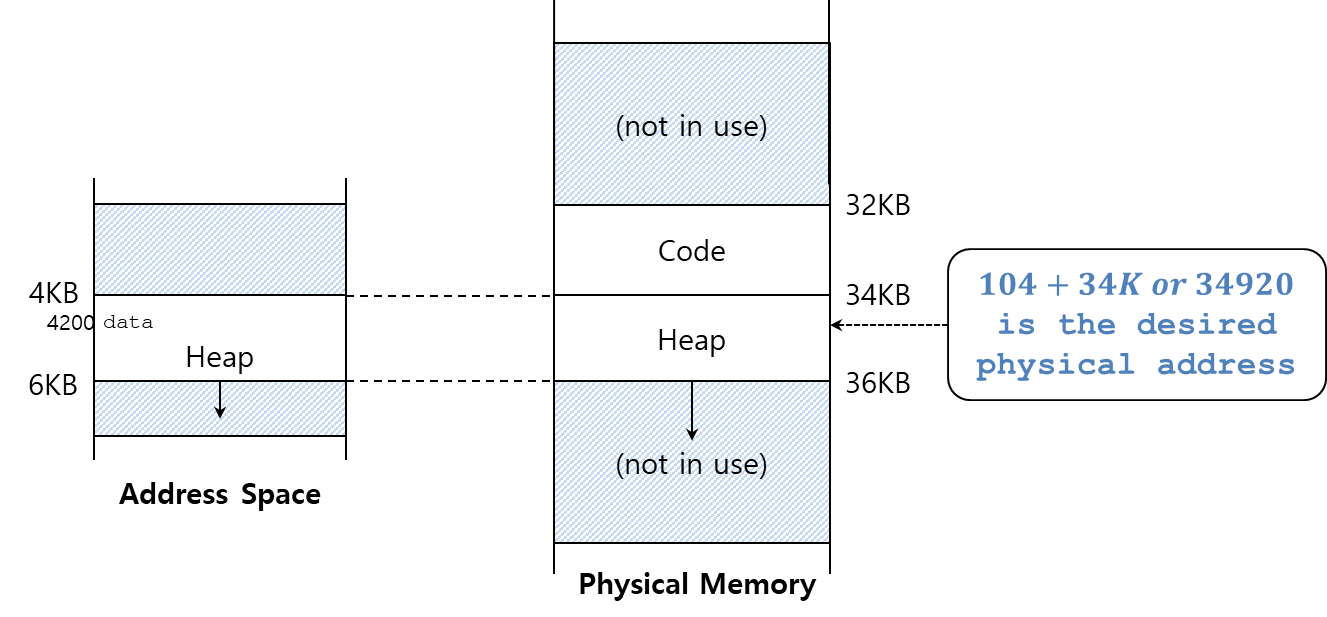 (not in use)
32KB
Code
4KB
34KB
104 + 34K or 34920
is the desired
physical address
4200 data
Heap
Heap
6KB
36KB
(not in use)
Address Space
Physical Memory